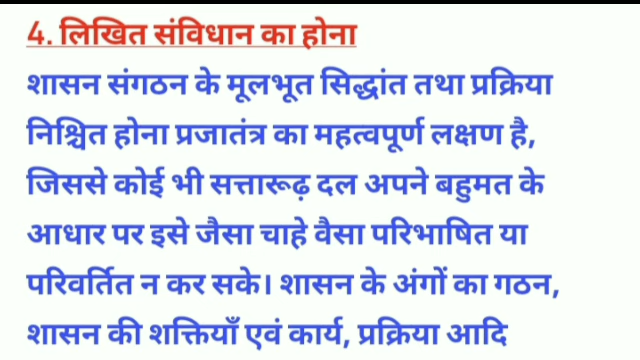 4. लिखित संविधान का होना
शासन संगठन के मूलभूत सिद्धांत तथा प्रक्रिया
निश्चित होना प्रजातंत्र का महत्वपूर्ण लक्षण है,
जिससे कोई भी सत्तारूढ़ दल अपने बहुमत के
आधार पर इसे जैसा चाहे वैसा परिभाषित या
परिवर्तित न कर सके। शासन के अंगों का गठन,
शासन की शक्तियाँ एवं कार्य, प्रक्रिया आदि